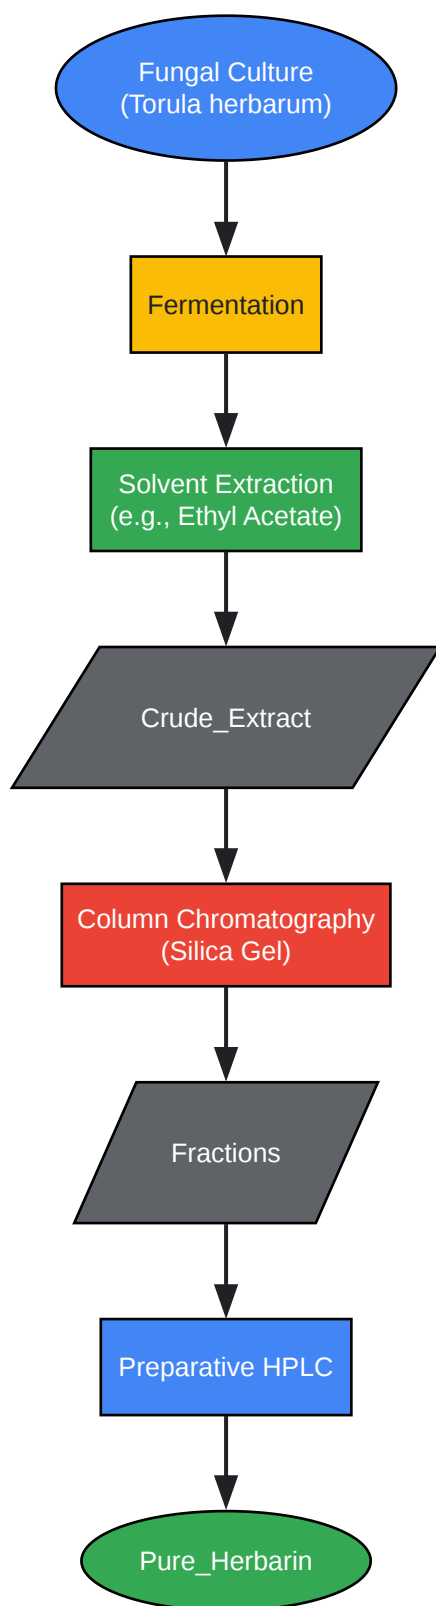 Fungal Culture
(Torula herbarum)
Fermentation
Solvent Extraction
(e.g., Ethyl Acetate)
Crude_Extract
Column Chromatography
(Silica Gel)
Fractions
Preparative HPLC
Pure_Herbarin